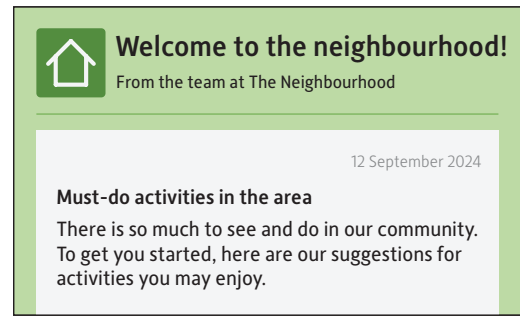 Welcome to the neighbourhood!
From the team at The Neighbourhood
12 September 2024
Must-do activities in the area
There is so much to see and do in our community.
To get you started, here are our suggestions for
activities you may enjoy.